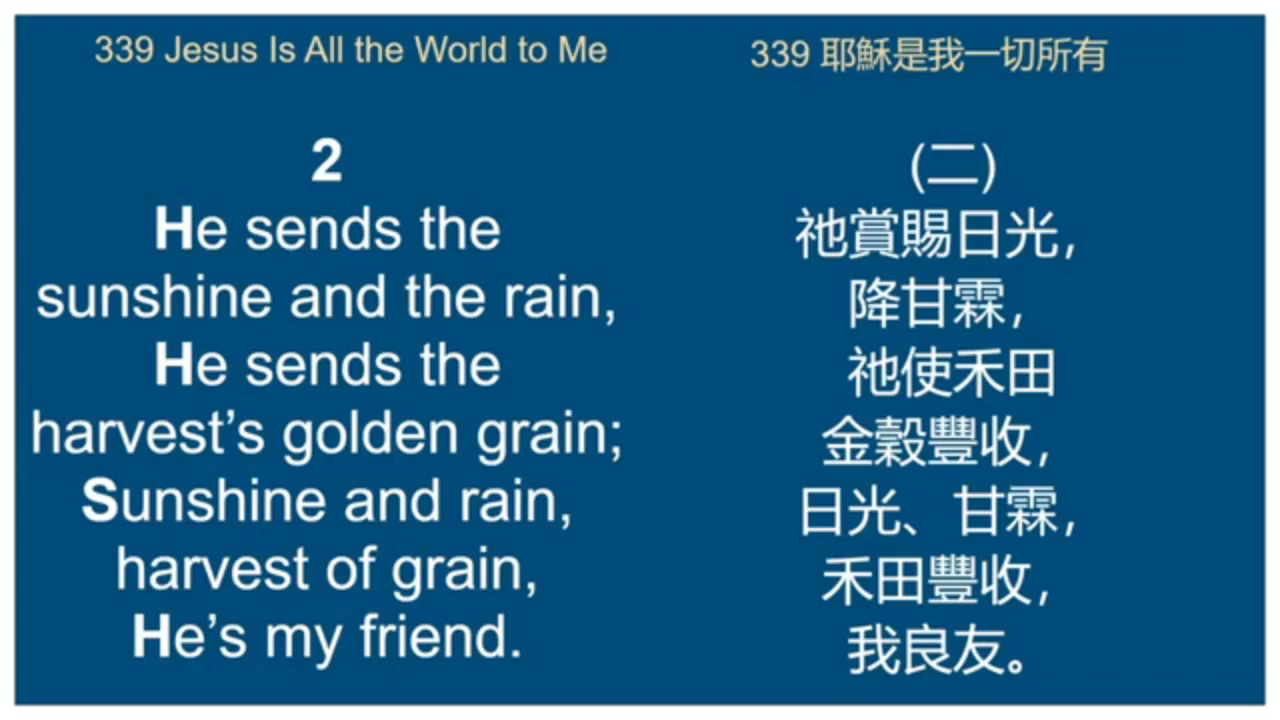 339 Jesus Is All the World to Me
2
He sends the
sunshine and the rain,
He sends the
harvest’s golden grain;
Sunshine and rain,
harvest of grain,
He’s my friend.
339 耶穌是我一切所有
(二)
祂賞賜日光，
降甘霖，
祂使禾田
金穀豐收，
日光、甘霖，
禾田豐收，
我良友。